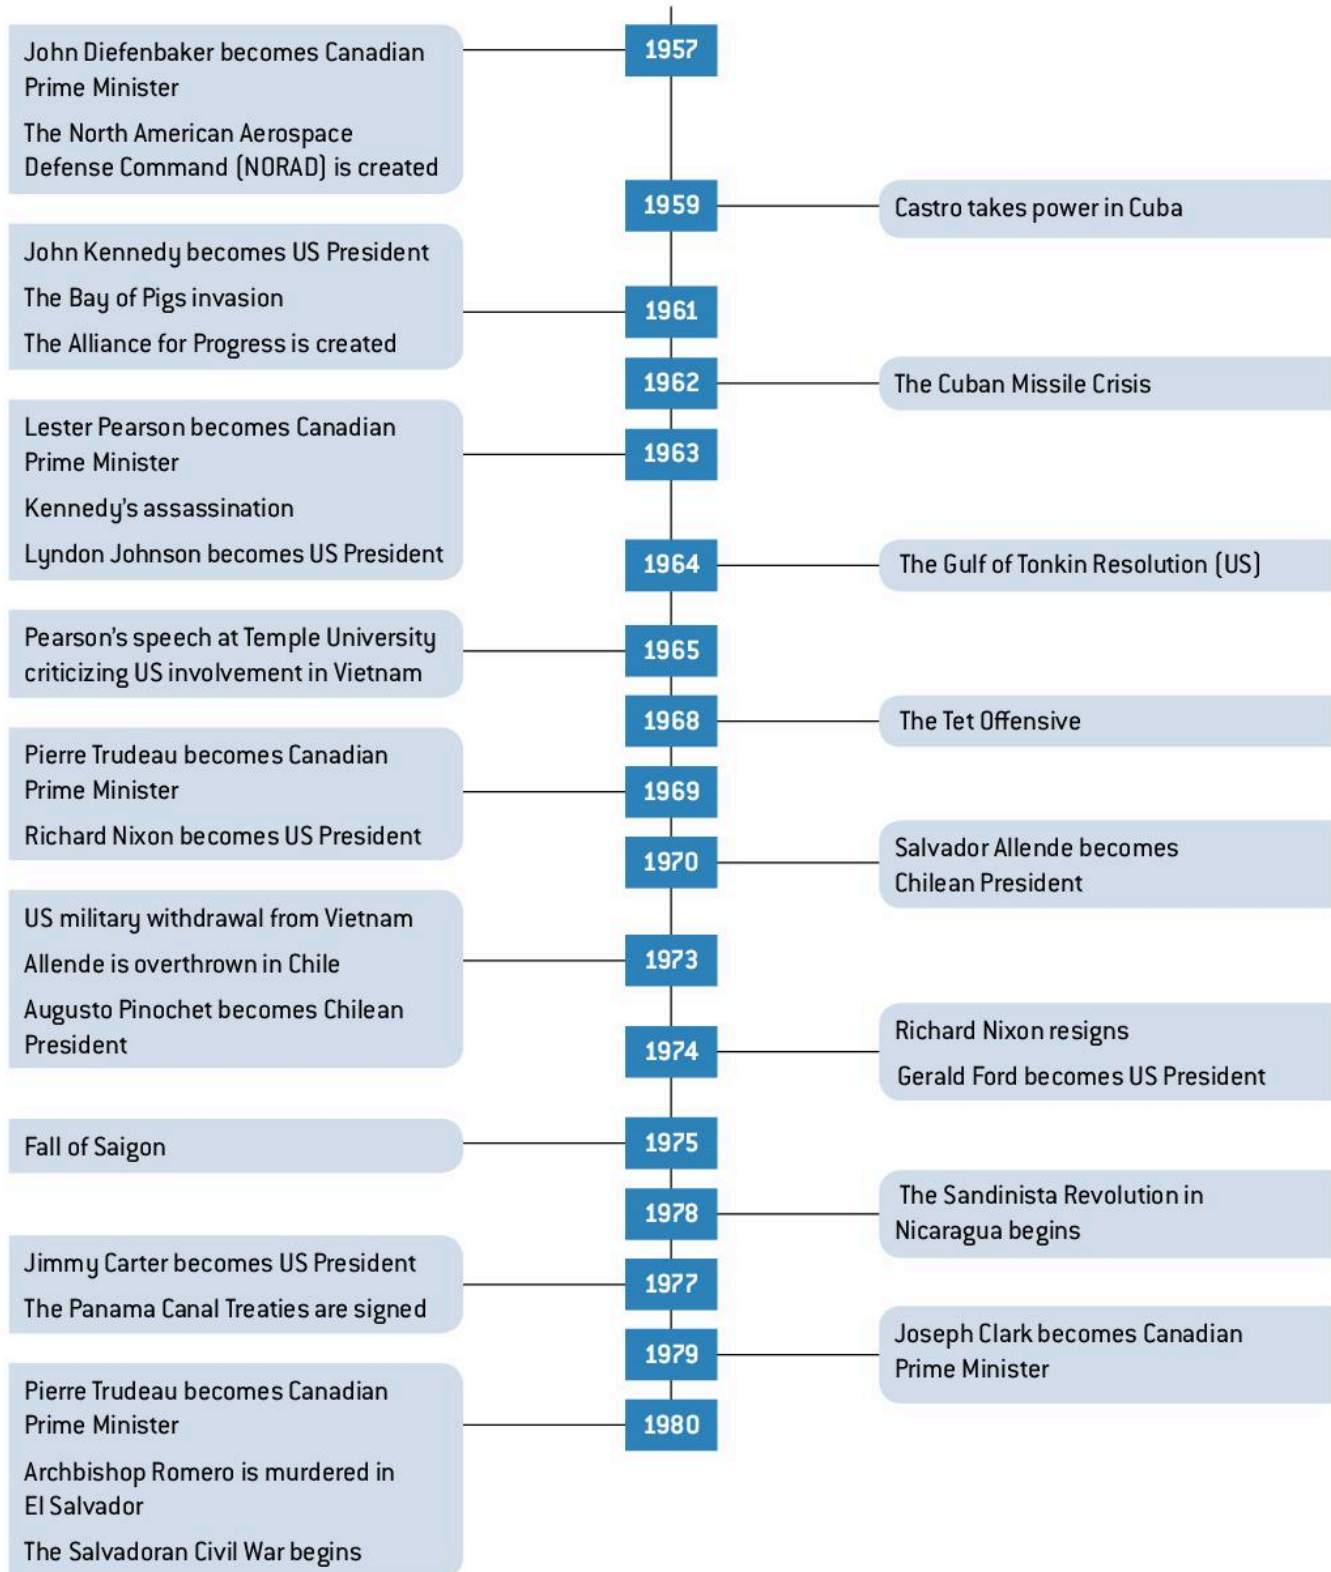 1957
John Diefenbaker becomes Canadian
Prime Minister
The North American Aerospace
Defense Command (NORAD) is created
1959
Castro takes power in Cuba
1961
John Kennedy becomes US President
The Bay of Pigs invasion
The Alliance for Progress is created
1962
The Cuban Missile Crisis
1963
Lester Pearson becomes Canadian
Prime Minister
Kennedy’s assassination
Lyndon Johnson becomes US President
1964
The Gulf of Tonkin Resolution (US)
1965
Pearson’s speech at Temple University
criticizing US involvement in Vietnam
1968
The Tet Offensive
1969
Pierre Trudeau becomes Canadian
Prime Minister
Richard Nixon becomes US President
1970
Salvador Allende becomes
Chilean President
1973
US military withdrawal from Vietnam
Allende is overthrown in Chile
Augusto Pinochet becomes Chilean
President
1974
Richard Nixon resigns
Gerald Ford becomes US President
1975
Fall of Saigon
1978
The Sandinista Revolution in
Nicaragua begins
1977
Jimmy Carter becomes US President
The Panama Canal Treaties are signed
1979
Joseph Clark becomes Canadian
Prime Minister
1980
Pierre Trudeau becomes Canadian
Prime Minister
Archbishop Romero is murdered in
El Salvador
The Salvadoran Civil War begins